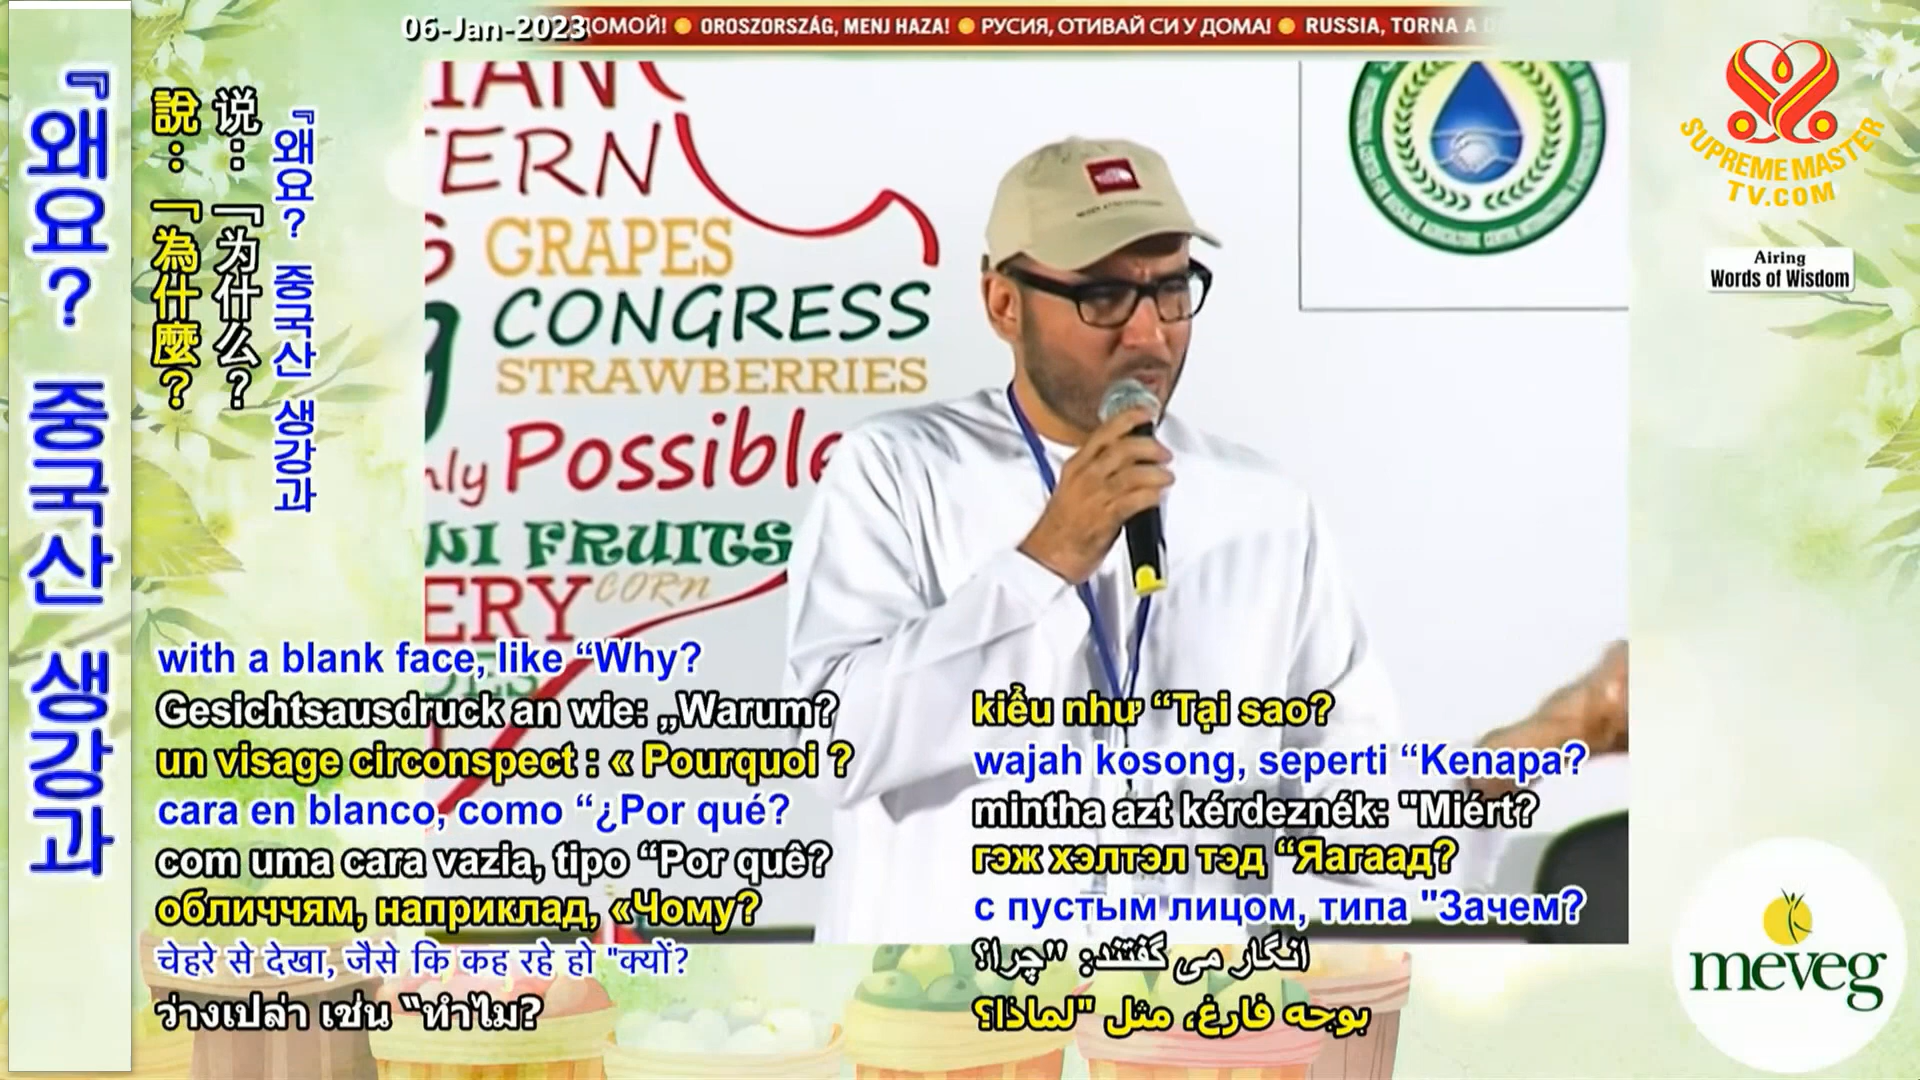 06-Jan-2023
ДОМОЙ! OROSZORSZÁG, MENJ HAZA! РУСИЯ, ОТИВАЙ СИ У ДОМА! RUSSIA, TORNA A
『왜요? 중국산 생강과
說:「為什麼?
说:「为什么?
『왜요? 중국산 생강과
IAN
TERN
GRAPES
CONGRESS
STRAWBERRIES
nly Possible
WI FRUITS
ERY CORN
SUPREME MASTER
TV.COM
Airing
Words of Wisdom
with a blank face, like “Why?
Gesichtsausdruck an wie: „Warum?
un visage circonspect : « Pourquoi ?
cara en blanco, como “¿Por qué?
com uma cara vazia, tipo “Por quê?
обличчям, наприклад, «Чому?
चेहरे से देखा, जैसे कि कह रहे हो "क्यों?
ว่างเปล่า เช่น “ทำไม?
kiểu như “Tại sao?
wajah kosong, seperti “Kenapa?
mintha azt kérdeznék: "Miért?
гэж хэлтэл тэд “Яагаад?
с пустым лицом, типа "Зачем?
انگار می گفتند: "چرا؟
بوجه فارغ، مثل "لماذا؟
meveg